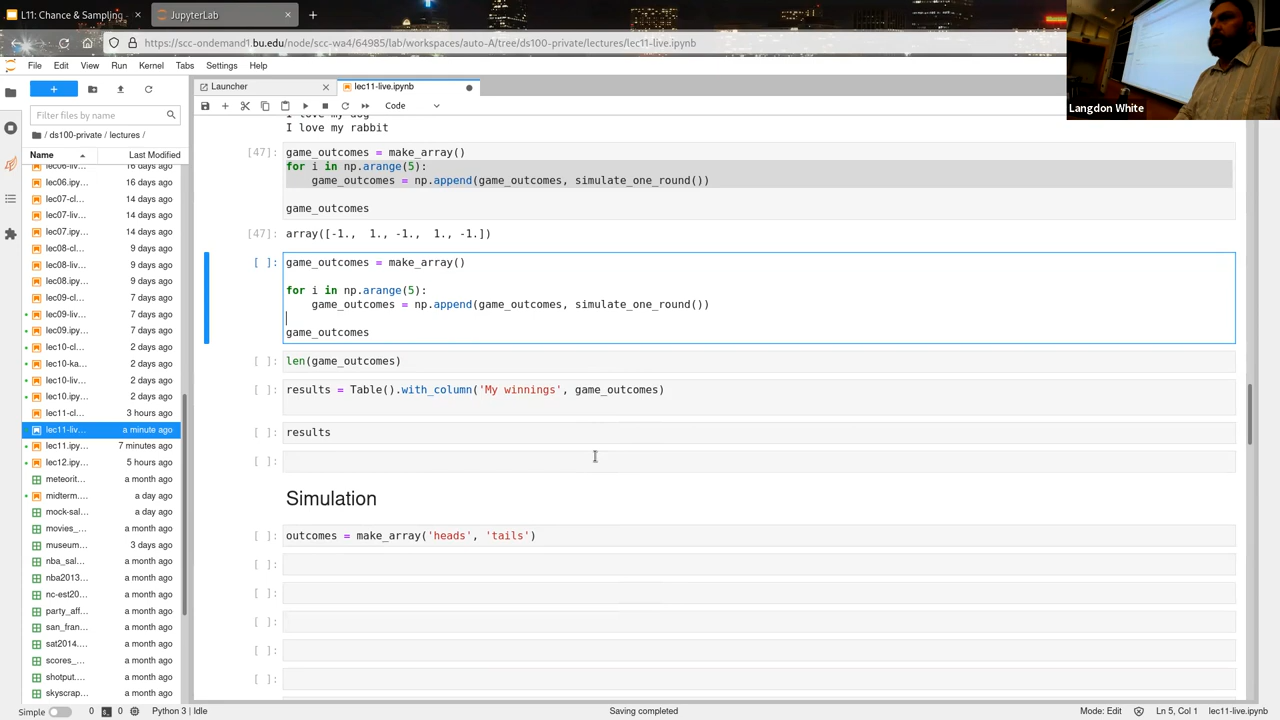 L11: Chance & Sampling -
JupyterLab
https://scc-ondemand1.bu.edu/node/scc-wa4/64985/lab/workspaces/auto-A/tree/ds100-private/lectures/lec11-live.ipynb
Langdon White
File Edit View Run Kernel Tabs Settings Help
Launcher
lec11-live.ipynb
Code
Filter files by name
/ ds100-private / lectures /
Name Last Modified
lec06-liv... 16 days ago
lec06.ipy... 16 days ago
lec07-cl... 14 days ago
lec07-liv... 14 days ago
lec07.ipy... 14 days ago
lec08-cl... 9 days ago
lec08-liv... 9 days ago
lec08.ipy... 9 days ago
lec09-cl... 7 days ago
lec09-liv... 7 days ago
lec09.ipy... 7 days ago
lec10-cl... 2 days ago
lec10-ka... 2 days ago
lec10-liv... 2 days ago
lec10.ipy... 2 days ago
lec11-cl... 3 hours ago
lec11-liv... a minute ago
lec11.ipy... 7 minutes ago
lec12.ipy... 5 hours ago
meteorit... a month ago
midterm.... a day ago
mock-sal... a day ago
movies_... a month ago
museum... 3 days ago
nba_sal... a month ago
nba2013... a month ago
nc-est20... a month ago
party_aff... a month ago
san_fran... a month ago
sat2014.... a month ago
scores_... a month ago
shotput.... a month ago
skyscrap... a month ago
I love my dog
I love my rabbit
[47]: game_outcomes = make_array()
for i in np.arange(5):
game_outcomes = np.append(game_outcomes, simulate_one_round())
game_outcomes
[47]: array([-1., 1., -1., 1., -1.])
[ ]: game_outcomes = make_array()
for i in np.arange(5):
game_outcomes = np.append(game_outcomes, simulate_one_round())
game_outcomes
[ ]: len(game_outcomes)
[ ]: results = Table().with_column('My winnings', game_outcomes)
[ ]: results
[ ]:
Simulation
[ ]: outcomes = make_array('heads', 'tails')
[ ]:
[ ]:
[ ]:
[ ]:
[ ]:
Simple 0 0 Python 3 | Idle Saving completed Mode: Edit Ln 5, Col 1 lec11-live.ipynb